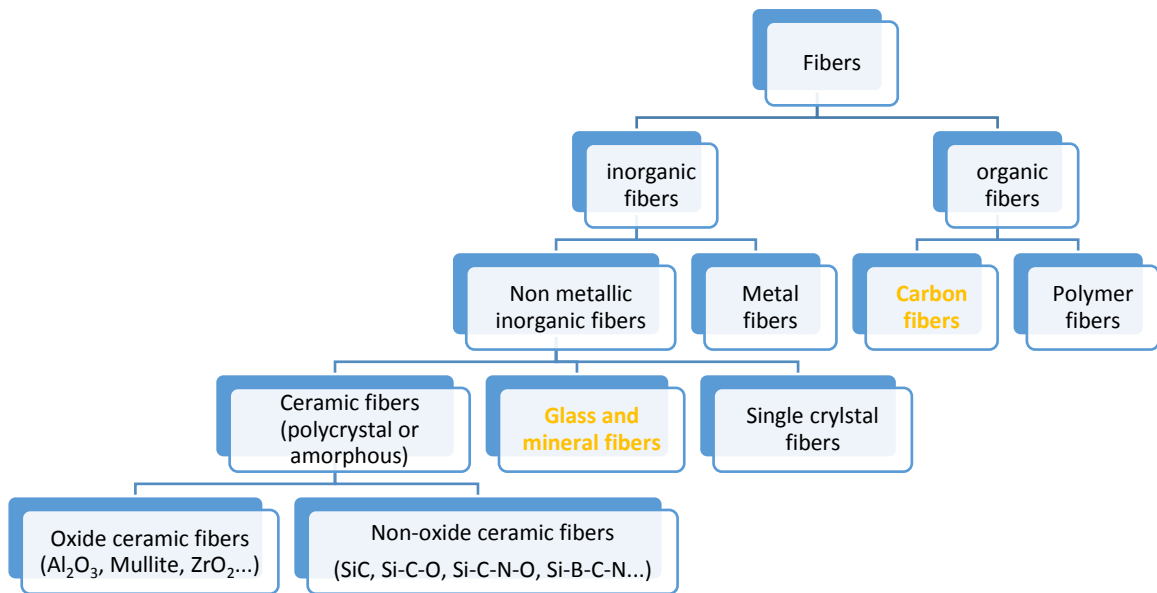 Fibers
inorganic
fibers
organic
fibers
Non metallic
inorganic fibers
Metal
fibers
Carbon
fibers
Polymer
fibers
Ceramic fibers
(polycrystal or
amorphous)
Glass and
mineral fibers
Single crylstal
fibers
Oxide ceramic fibers
(Al₂O₃, Mullite, ZrO₂...)
Non-oxide ceramic fibers
(SiC, Si-C-O, Si-C-N-O, Si-B-C-N...)